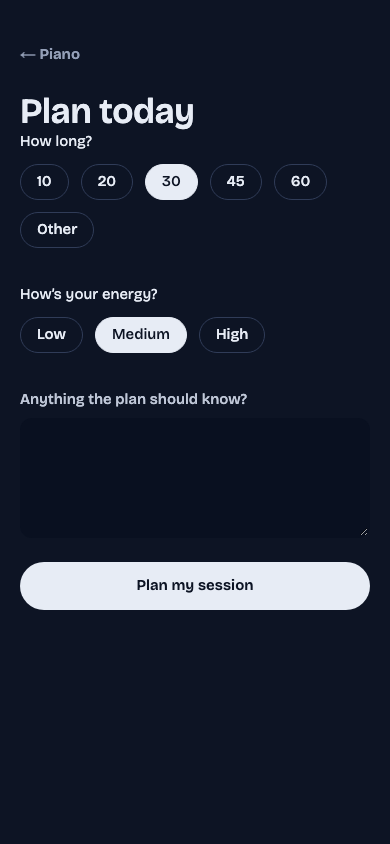 ← Piano
Plan today
How long?
10 20 30 45 60
Other
How's your energy?
Low Medium High
Anything the plan should know?
Plan my session